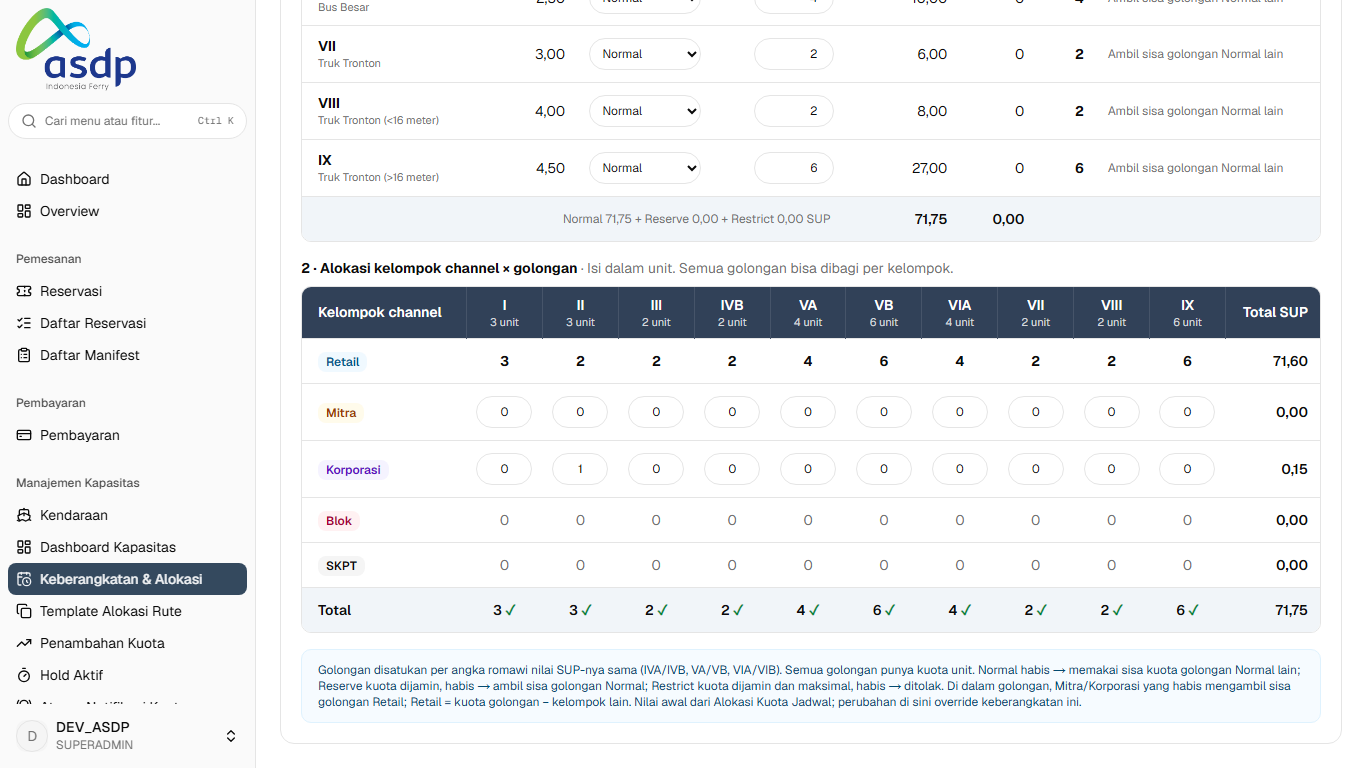 asdp
Indonesia Ferry
Cari menu atau fitur... Ctrl K
Dashboard
Overview
Pemesanan
Reservasi
Daftar Reservasi
Daftar Manifest
Pembayaran
Pembayaran
Manajemen Kapasitas
Kendaraan
Dashboard Kapasitas
Keberangkatan & Alokasi
Template Alokasi Rute
Penambahan Kuota
Hold Aktif
D DEV_ASDP
SUPERADMIN
Bus Besar
VII
Truk Tronton 3,00 Normal 2 6,00 0 2 Ambil sisa golongan Normal lain
VIII
Truk Tronton (<16 meter) 4,00 Normal 2 8,00 0 2 Ambil sisa golongan Normal lain
IX
Truk Tronton (>16 meter) 4,50 Normal 6 27,00 0 6 Ambil sisa golongan Normal lain
Normal 71,75 + Reserve 0,00 + Restrict 0,00 SUP 71,75 0,00
2 · Alokasi kelompok channel × golongan · Isi dalam unit. Semua golongan bisa dibagi per kelompok.
Kelompok channel I II III IVB VA VB VIA VII VIII IX Total SUP
3 unit 3 unit 2 unit 2 unit 4 unit 6 unit 4 unit 2 unit 2 unit 6 unit
Retail 3 2 2 2 4 6 4 2 2 6 71,60
Mitra 0 0 0 0 0 0 0 0 0 0 0,00
Korporasi 0 1 0 0 0 0 0 0 0 0 0,15
Blok 0 0 0 0 0 0 0 0 0 0 0,00
SKPT 0 0 0 0 0 0 0 0 0 0 0,00
Total 3 ✓ 3 ✓ 2 ✓ 2 ✓ 4 ✓ 6 ✓ 4 ✓ 2 ✓ 2 ✓ 6 ✓ 71,75
Golongan disatukan per angka romawi nilai SUP-nya sama (IVA/IVB, VA/VB, VIA/VIB). Semua golongan punya kuota unit. Normal habis → memakai sisa kuota golongan Normal lain;
Reserve kuota dijamin, habis → ambil sisa golongan Normal; Restrict kuota dijamin dan maksimal, habis → ditolak. Di dalam golongan, Mitra/Korporasi yang habis mengambil sisa
golongan Retail; Retail = kuota golongan − kelompok lain. Nilai awal dari Alokasi Kuota Jadwal; perubahan di sini override keberangkatan ini.